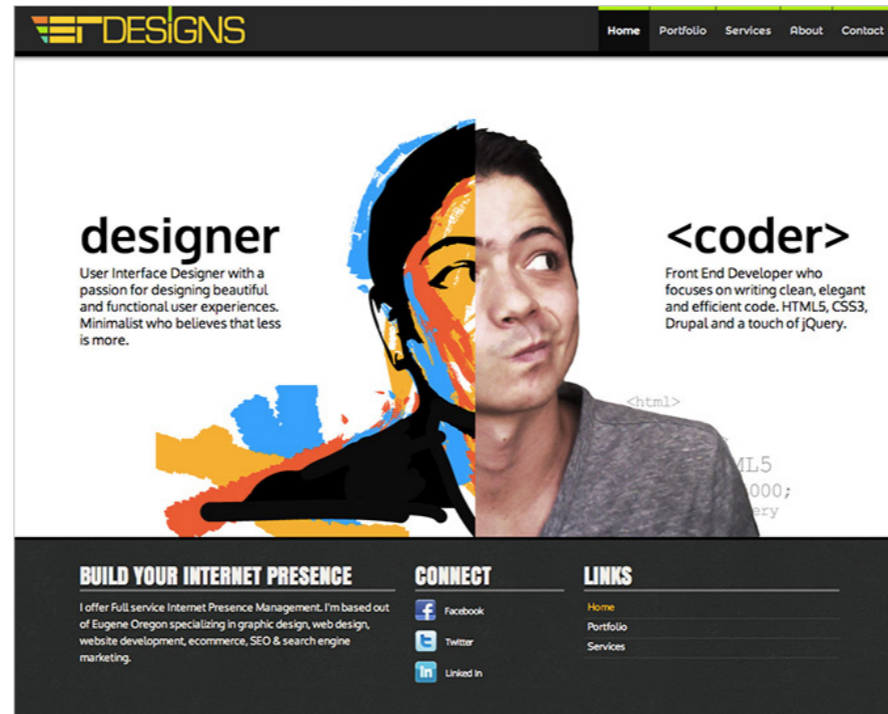 ETDESIGNS
Home Portfolio Services About Contact
designer
User Interface Designer with a
passion for designing beautiful
and functional user experiences.
Minimalist who believes that less
is more.
<coder>
Front End Developer who
focuses on writing clean, elegant
and efficient code. HTML5, CSS3,
Drupal and a touch of jQuery.
<html>
ML5
000;
ery
BUILD YOUR INTERNET PRESENCE
I offer Full service Internet Presence Management. I'm based out
of Eugene Oregon specializing in graphic design, web design,
website development, ecommerce, SEO & search engine
marketing.
CONNECT
Facebook
Twitter
Linked In
LINKS
Home
Portfolio
Services